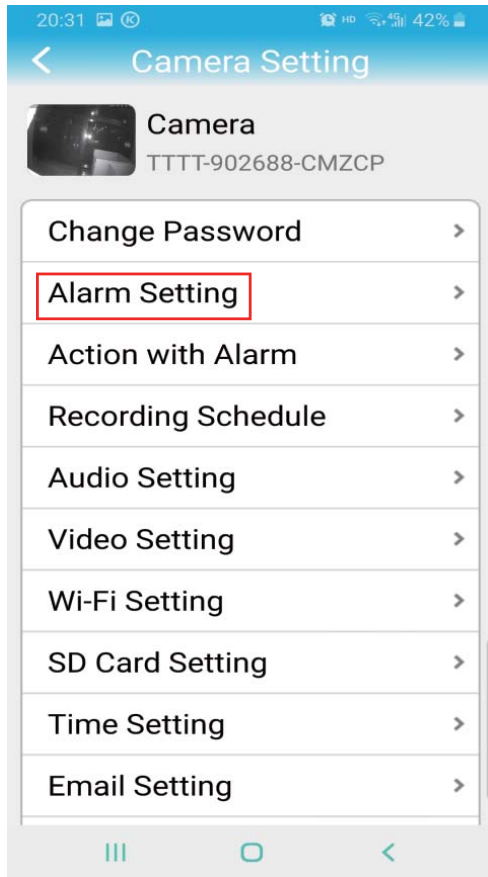 20:31 K HD 4G 42%
Camera Setting
Camera
TTTT-902688-CMZCP
Change Password
Alarm Setting
Action with Alarm
Recording Schedule
Audio Setting
Video Setting
Wi-Fi Setting
SD Card Setting
Time Setting
Email Setting